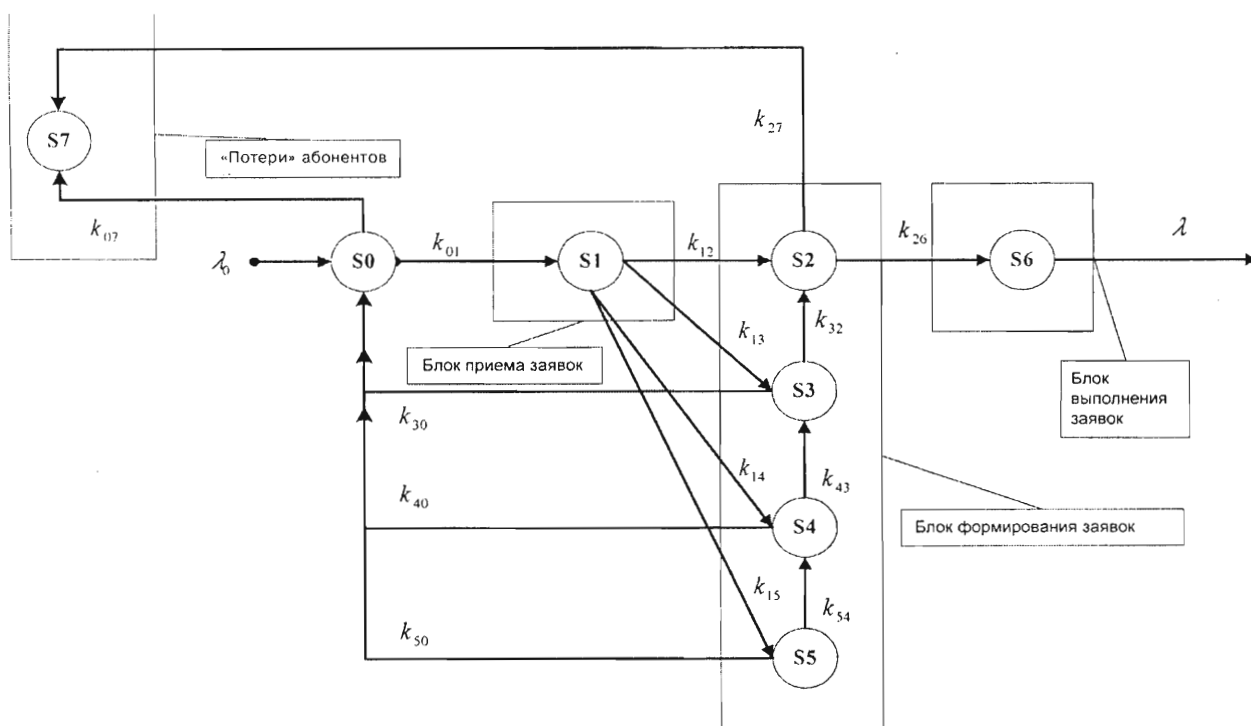 k₂₇
S7
«Потери» абонентов
k₀₇
λ₀
S0
k₀₁
S1
k₁₂
S2
k₂₆
S6
λ
k₁₃
k₃₂
Блок приема заявок
S3
Блок
выполнения
заявок
k₃₀
k₁₄
k₄₃
k₄₀
S4
Блок формирования заявок
k₁₅
k₅₄
k₅₀
S5